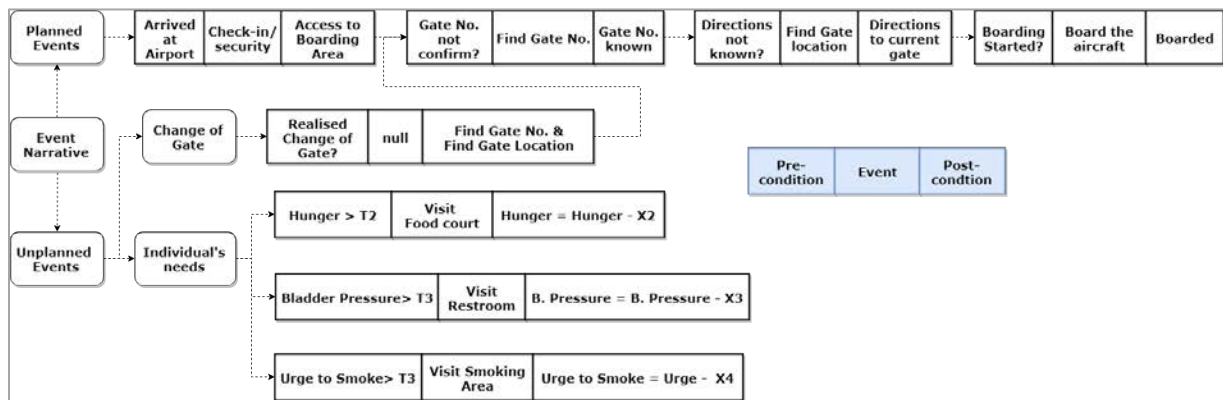 Planned
Events
Arrived
at
Airport
Check-in/
security
Access to
Boarding
Area
Gate No.
not
confirm?
Find Gate No.
Gate No.
known
Directions
not
known?
Find Gate
location
Directions
to current
gate
Boarding
Started?
Board the
aircraft
Boarded
Event
Narrative
Change of
Gate
Realised
Change of
Gate?
null
Find Gate No. &
Find Gate Location
Pre-
condition
Event
Post-
condtion
Unplanned
Events
Individual's
needs
Hunger > T2
Visit
Food court
Hunger = Hunger - X2
Bladder Pressure> T3
Visit
Restroom
B. Pressure = B. Pressure - X3
Urge to Smoke> T3
Visit Smoking
Area
Urge to Smoke = Urge - X4